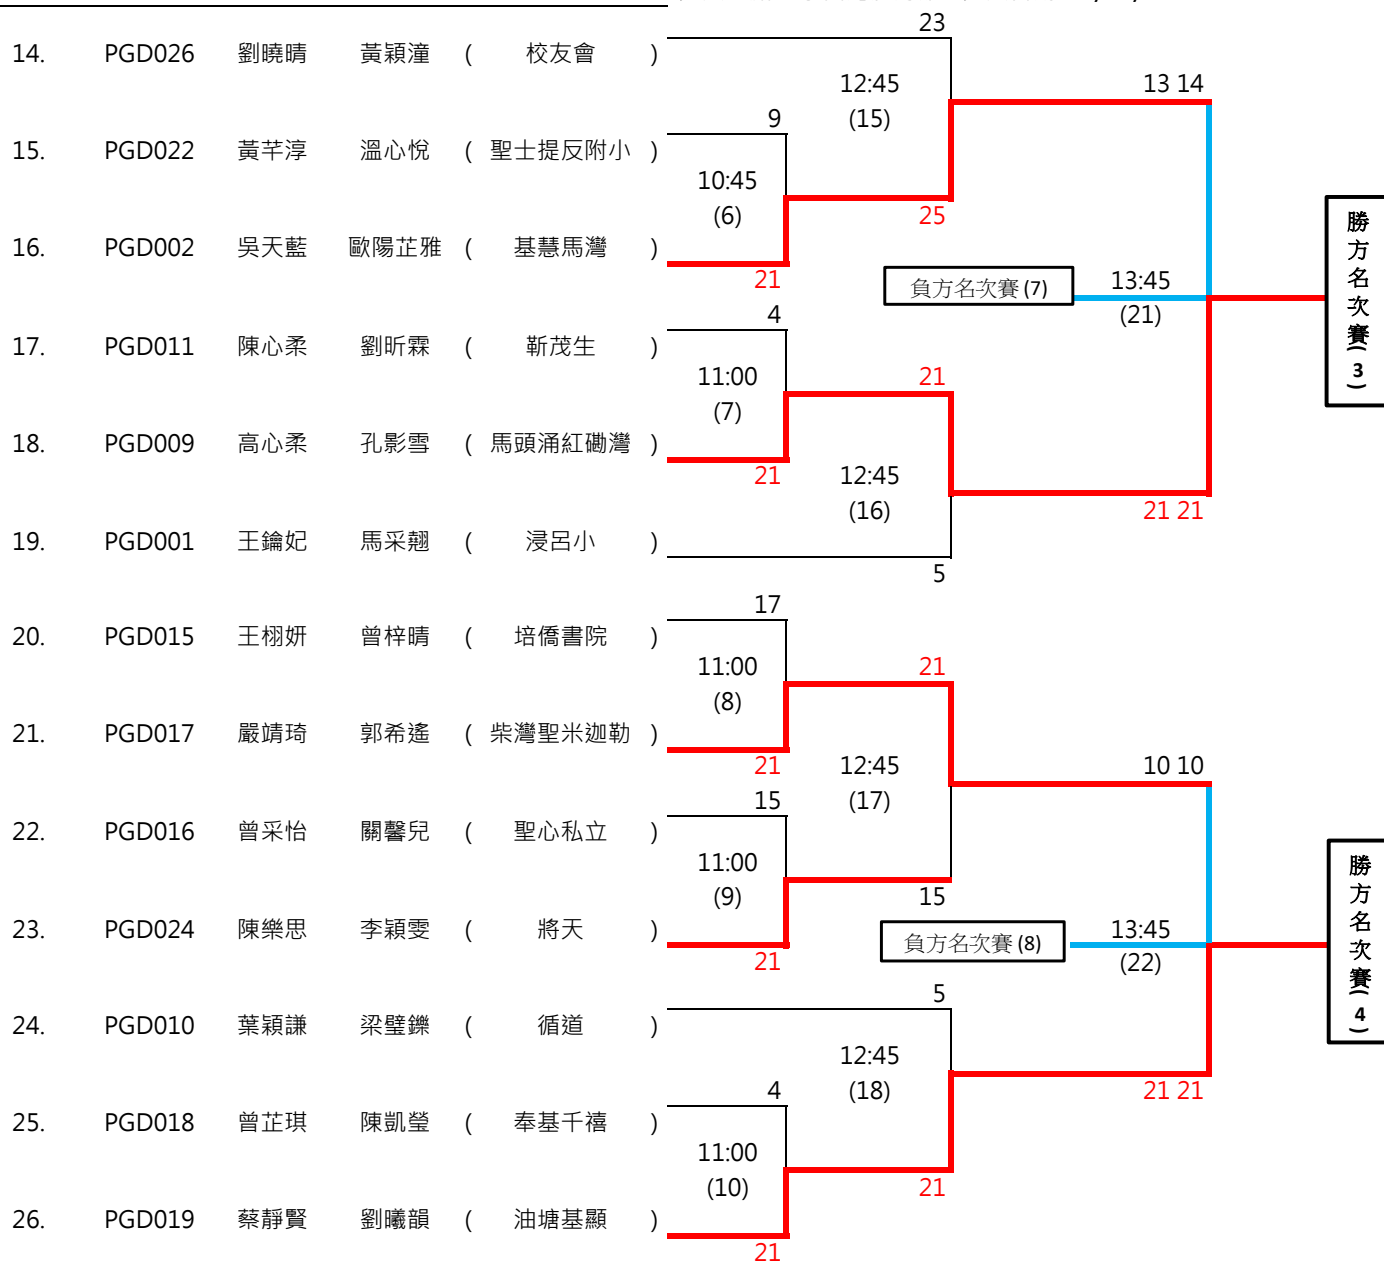 23
14. PGD026 劉曉晴 黃穎潼 ( 校友會 )
12:45
(15)
13 14
9
15. PGD022 黃芊淳 溫心悅 ( 聖士提反附小 )
10:45
(6)
25
16. PGD002 吳天藍 歐陽芷雅 ( 基慧馬灣 )
21
負方名次賽 (7)
13:45
(21)
勝方名次賽(3)
4
17. PGD011 陳心柔 劉昕霖 ( 靳茂生 )
11:00
(7)
21
18. PGD009 高心柔 孔影雪 ( 馬頭涌紅磡灣 )
21
12:45
(16)
21 21
19. PGD001 王鑰妃 馬采翹 ( 浸呂小 )
5
17
20. PGD015 王栩妍 曾梓晴 ( 培僑書院 )
11:00
(8)
21
21. PGD017 嚴靖琦 郭希遙 ( 柴灣聖米迦勒 )
21
12:45
(17)
10 10
15
22. PGD016 曾采怡 關馨兒 ( 聖心私立 )
11:00
(9)
15
23. PGD024 陳樂思 李穎雯 ( 將天 )
21
負方名次賽 (8)
13:45
(22)
勝方名次賽(4)
5
24. PGD010 葉穎謙 梁璧鑠 ( 循道 )
12:45
(18)
21 21
4
25. PGD018 曾芷琪 陳凱瑩 ( 奉基千禧 )
11:00
(10)
21
26. PGD019 蔡靜賢 劉曦韻 ( 油塘基顯 )
21